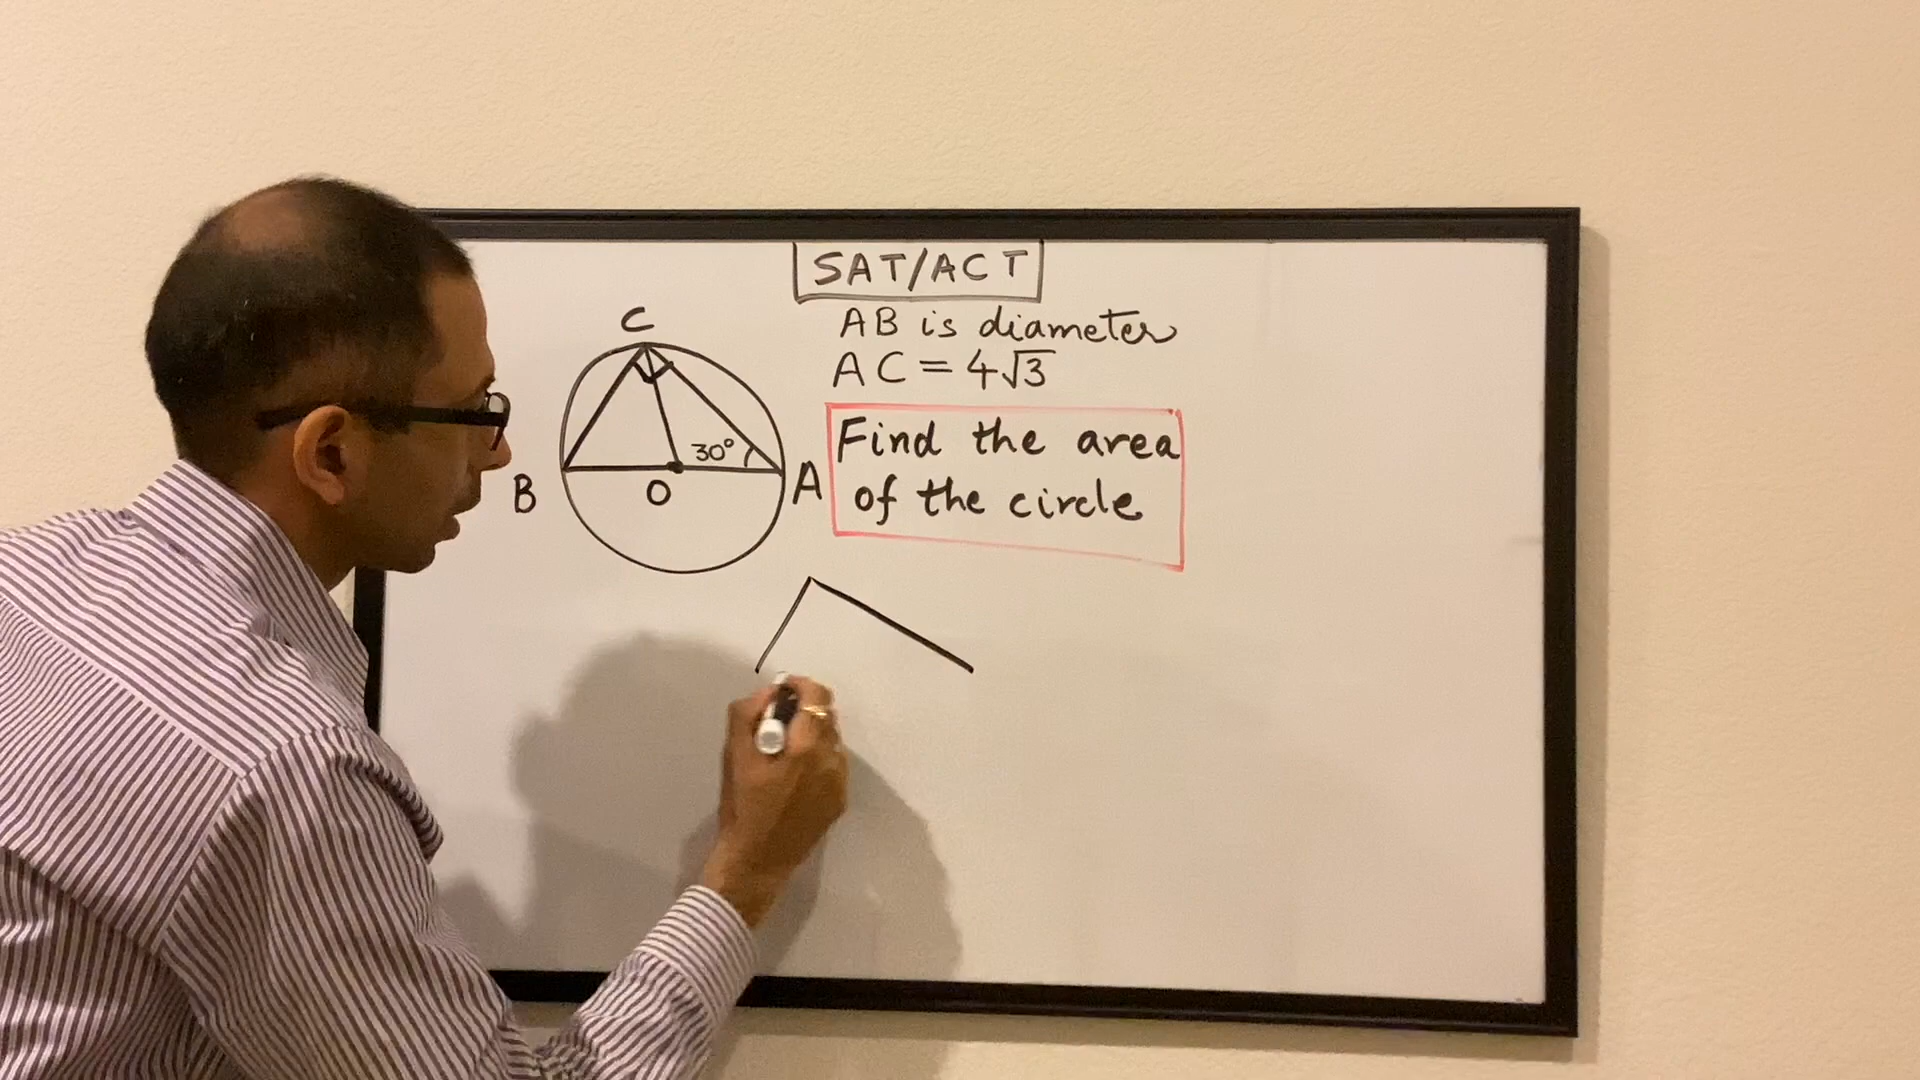 SAT/ACT
AB is diameter
AC = 4√3
Find the area
of the circle
C
30°
B
O
A